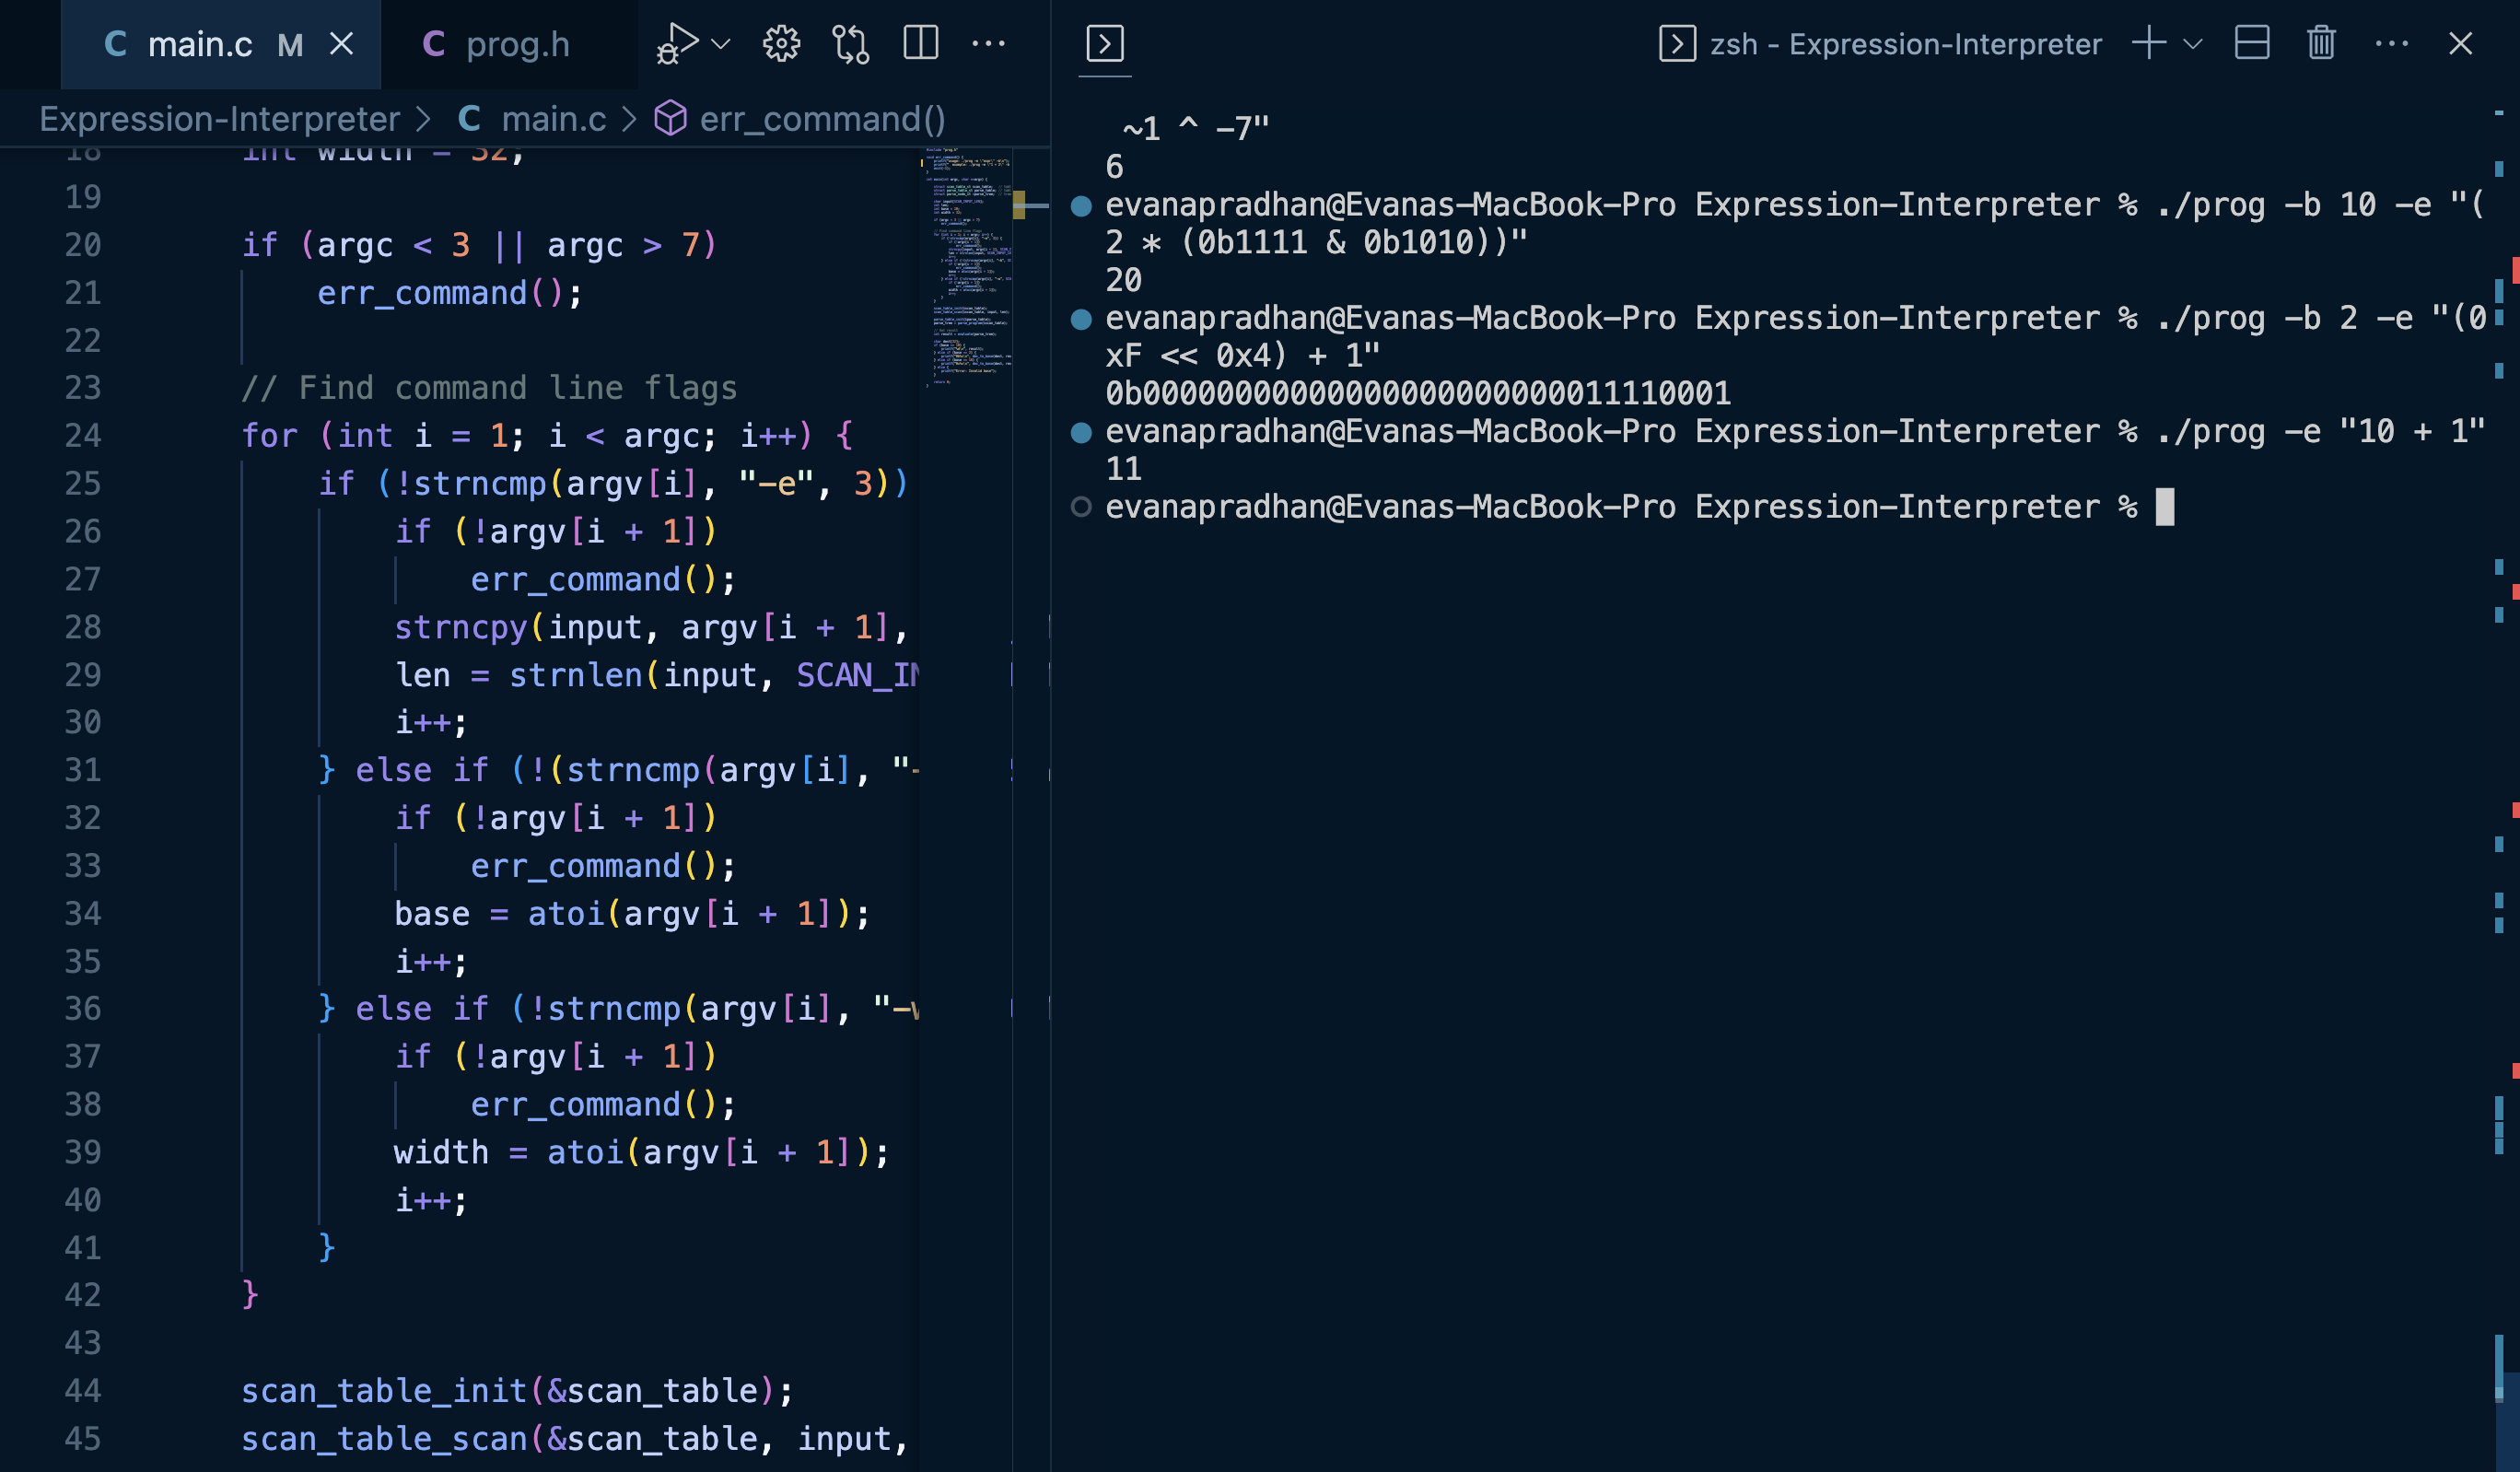 main.c M
prog.h
Expression-Interpreter > main.c > err_command()
18 int width = 32;
19
20 if (argc < 3 || argc > 7)
21 err_command();
22
23 // Find command line flags
24 for (int i = 1; i < argc; i++) {
25 if (!strncmp(argv[i], "-e", 3))
26 if (!argv[i + 1])
27 err_command();
28 strncpy(input, argv[i + 1],
29 len = strnlen(input, SCAN_IN
30 i++;
31 } else if (!(strncmp(argv[i], "-
32 if (!argv[i + 1])
33 err_command();
34 base = atoi(argv[i + 1]);
35 i++;
36 } else if (!strncmp(argv[i], "-w
37 if (!argv[i + 1])
38 err_command();
39 width = atoi(argv[i + 1]);
40 i++;
41 }
42 }
43
44 scan_table_init(&scan_table);
45 scan_table_scan(&scan_table, input,
zsh - Expression-Interpreter
~1 ^ -7"
6
evanapradhan@Evanas-MacBook-Pro Expression-Interpreter % ./prog -b 10 -e "(
2 * (0b1111 & 0b1010))"
20
evanapradhan@Evanas-MacBook-Pro Expression-Interpreter % ./prog -b 2 -e "(0
xF << 0x4) + 1"
0b00000000000000000000000011110001
evanapradhan@Evanas-MacBook-Pro Expression-Interpreter % ./prog -e "10 + 1"
11
evanapradhan@Evanas-MacBook-Pro Expression-Interpreter %